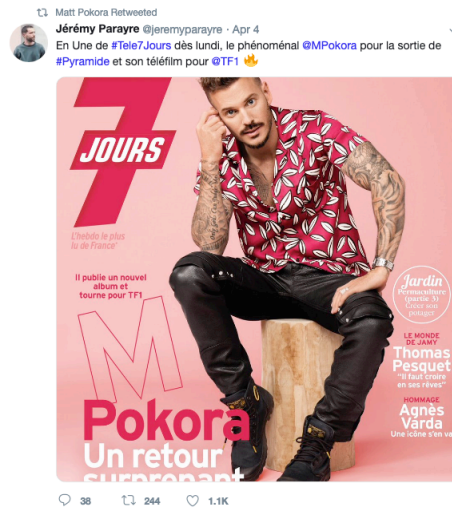 Matt Pokora Retweeted
Jérémy Parayre @jeremyparayre · Apr 4
En Une de #Tele7Jours dès lundi, le phénoménal @MPokora pour la sortie de
#Pyramide et son téléfilm pour @TF1 🔥
7
JOURS
L'hebdo le plus
lu de France
Il publie un nouvel
album et
tourne pour TF1
M
Pokora
Un retour
surprenant
Jardin
Permaculture
(partie 3)
Créer son
potager
LE MONDE
DE JAMY
Thomas
Pesquet
"Il faut croire
en ses rêves"
HOMMAGE
Agnès
Varda
Une icône s'en va
38 244 1.1K